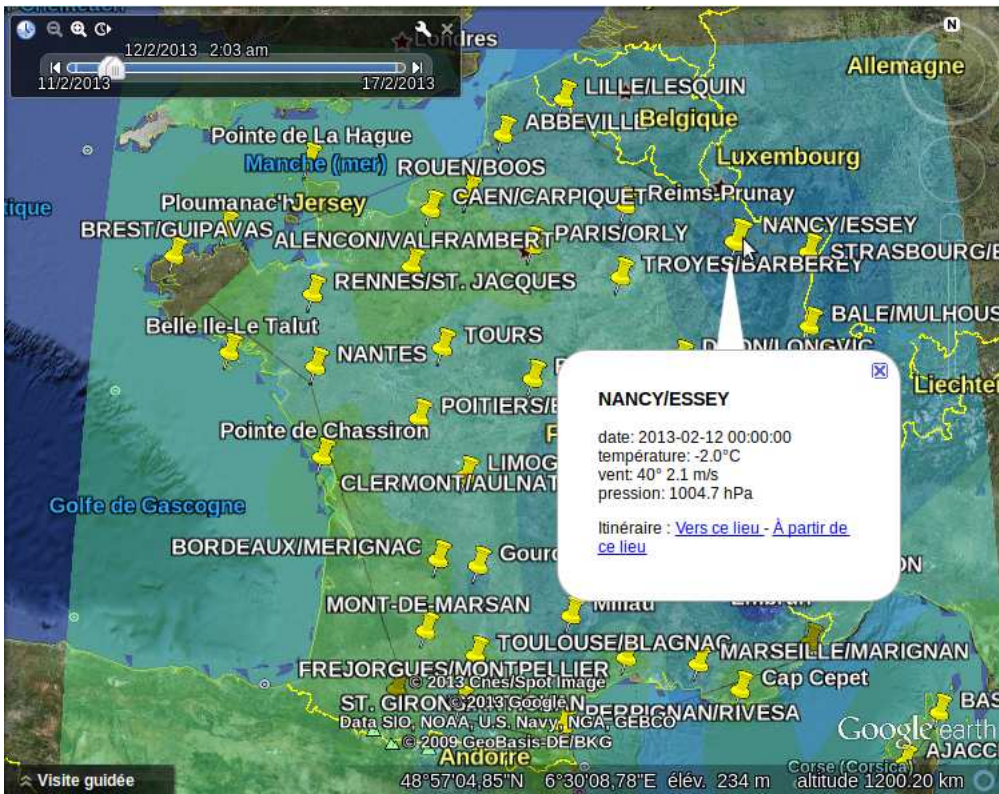 Londres
12/2/2013 2:03 am
11/2/2013 17/2/2013
Allemagne
LILLE/LESQUIN
ABBEVILLE Belgique
Pointe de La Hague
Manche (mer) ROUEN/BOOS Luxembourg
CAEN/CARPIQUET Reims-Prunay
Ploumanac'h Jersey
BREST/GUIPAVAS ALENCON/VALFRAMBERT PARIS/ORLY NANCY/ESSEY
TROYES/BARBEREY STRASBOURG/E
RENNES/ST. JACQUES
Belle Ile-Le Talut TOURS BALE/MULHOUS
NANTES DIJON/LONGVIC
Liechte
POITIERS/B
Pointe de Chassiron
LIMOG
CLERMONT/AULNAT
Golfe de Gascogne
NANCY/ESSEY
date: 2013-02-12 00:00:00
température: -2.0°C
vent: 40° 2.1 m/s
pression: 1004.7 hPa
Itinéraire : Vers ce lieu - À partir de
ce lieu
BORDEAUX/MERIGNAC Gourd
ON
MONT-DE-MARSAN Millau Embrun
TOULOUSE/BLAGNAC MARSEILLE/MARIGNAN
FREJORGUES/MONTPELLIER Cap Cepet
© 2013 Cnes/Spot Image
ST. GIRONS
© 2013 Google
PERPIGNAN/RIVESA BAS
Data SIO, NOAA, U.S. Navy, NGA, GEBCO
© 2009 GeoBasis-DE/BKG
Google earth
Andorre AJACC
Corse (Corsica)
Visite guidée 48°57'04,85"N 6°30'08,78"E élév. 234 m altitude 1200.20 km
N